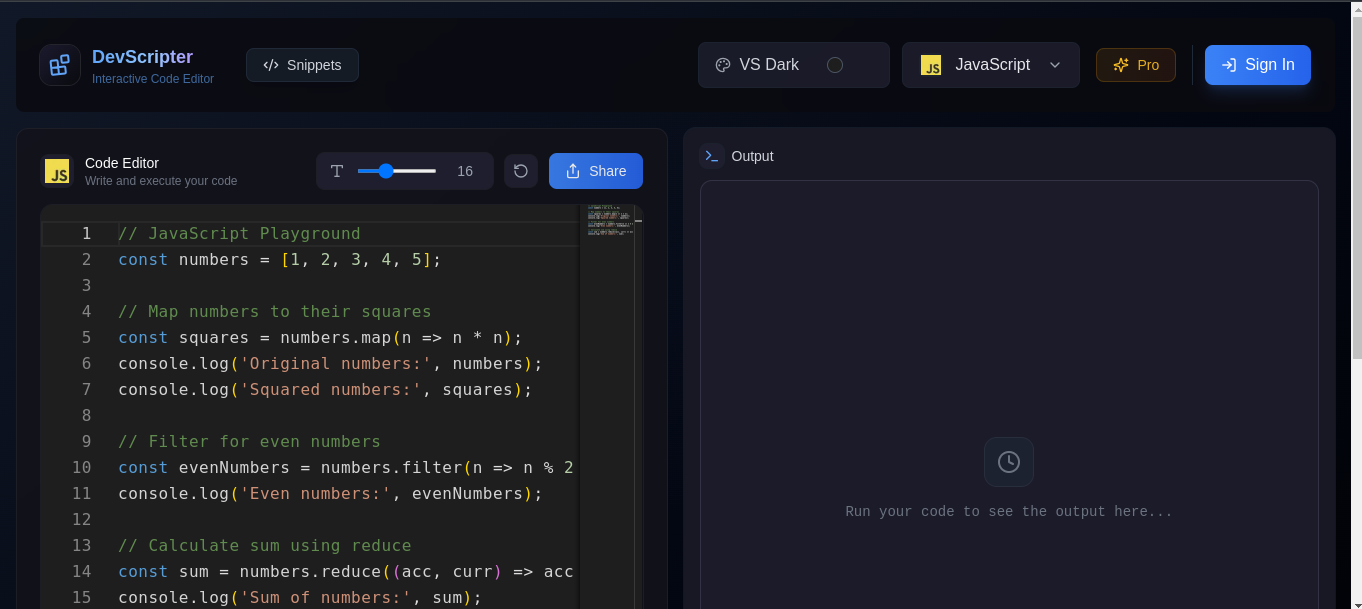 DevScripter
Interactive Code Editor
Snippets
VS Dark
JS
JavaScript
Pro
Sign In
JS
Code Editor
Write and execute your code
16
Share
1 // JavaScript Playground
2 const numbers = [1, 2, 3, 4, 5];
3
4 // Map numbers to their squares
5 const squares = numbers.map(n => n * n);
6 console.log('Original numbers:', numbers);
7 console.log('Squared numbers:', squares);
8
9 // Filter for even numbers
10 const evenNumbers = numbers.filter(n => n % 2
11 console.log('Even numbers:', evenNumbers);
12
13 // Calculate sum using reduce
14 const sum = numbers.reduce((acc, curr) => acc
15 console.log('Sum of numbers:', sum);
Output
Run your code to see the output here...